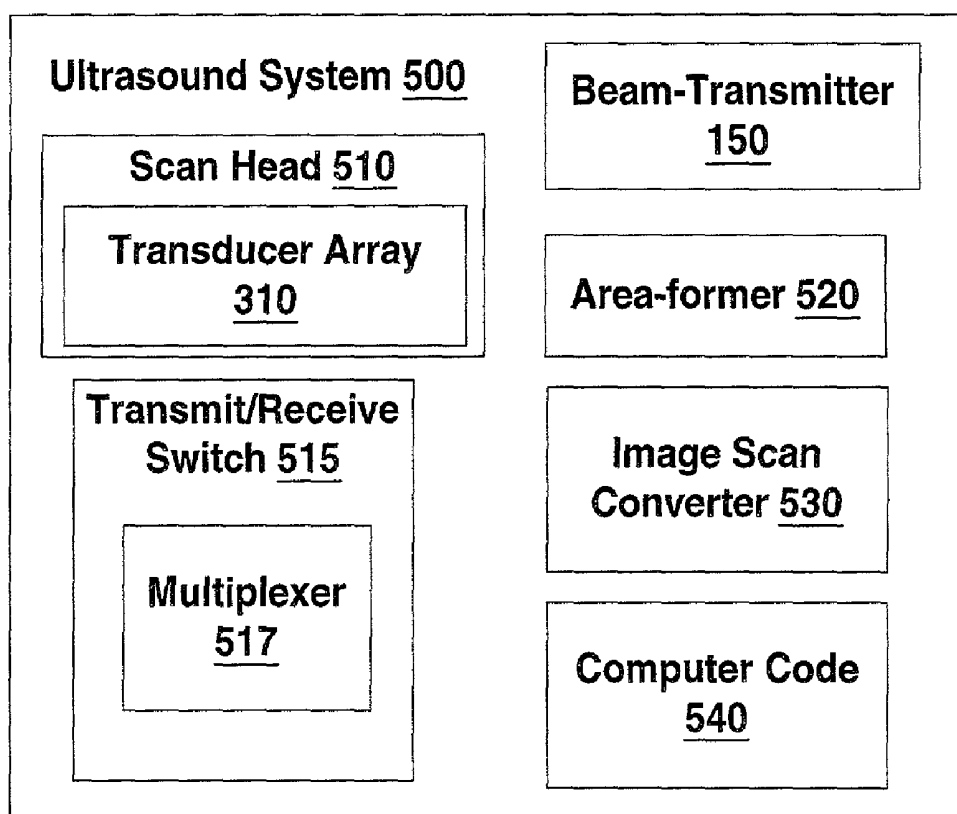 Ultrasound System 500
Scan Head 510
Transducer Array
310
Transmit/Receive
Switch 515
Multiplexer
517
Beam-Transmitter
150
Area-former 520
Image Scan
Converter 530
Computer Code
540